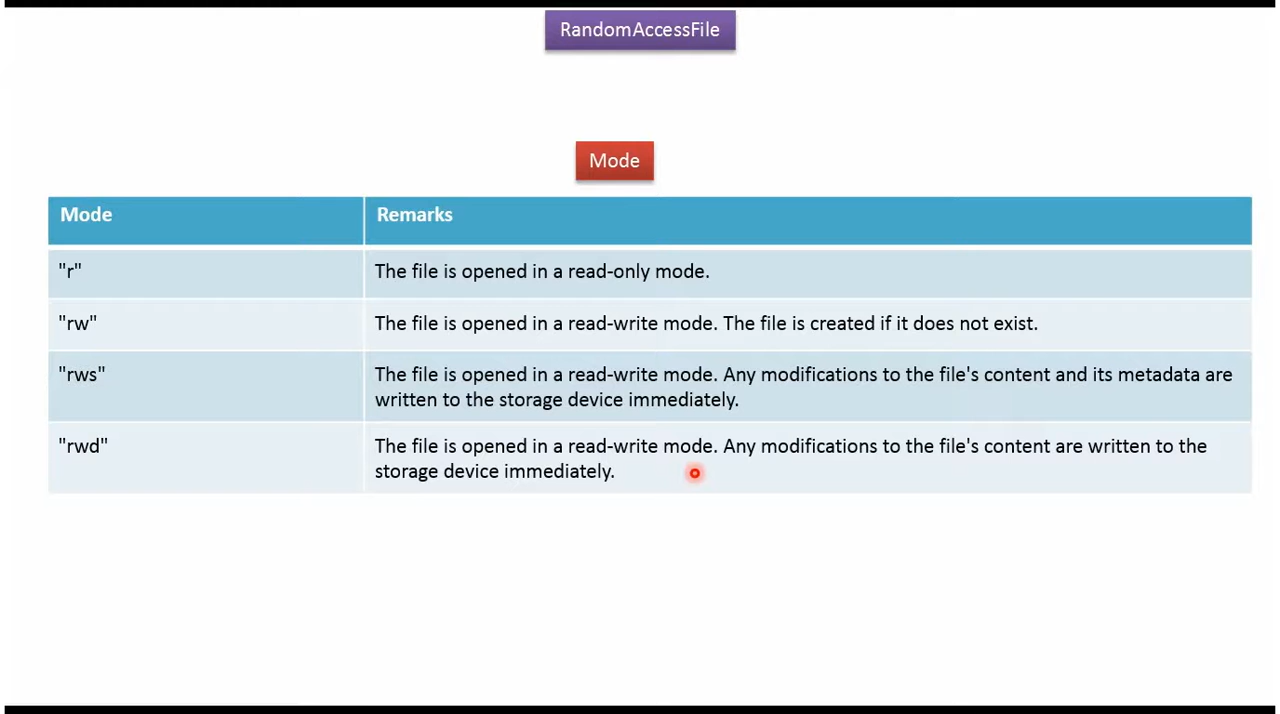 RandomAccessFile
Mode
Mode Remarks
"r" The file is opened in a read-only mode.
"rw" The file is opened in a read-write mode. The file is created if it does not exist.
"rws" The file is opened in a read-write mode. Any modifications to the file's content and its metadata are
written to the storage device immediately.
"rwd" The file is opened in a read-write mode. Any modifications to the file's content are written to the
storage device immediately.